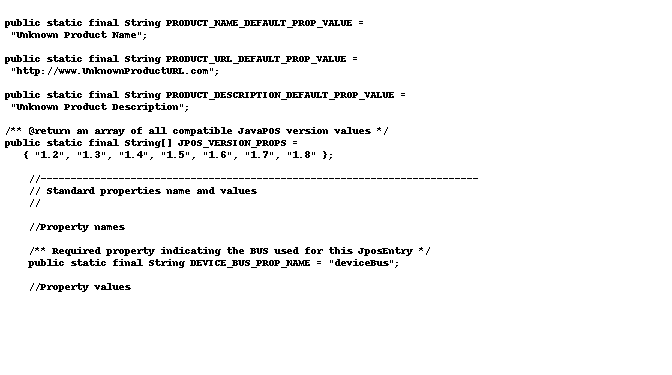 public static final String PRODUCT_NAME_DEFAULT_PROP_VALUE =
"Unknown Product Name";
public static final String PRODUCT_URL_DEFAULT_PROP_VALUE =
"http://www.UnknownProductURL.com";
public static final String PRODUCT_DESCRIPTION_DEFAULT_PROP_VALUE =
"Unknown Product Description";
/** @return an array of all compatible JavaPOS version values */
public static final String[] JPOS_VERSION_PROPS =
{ "1.2", "1.3", "1.4", "1.5", "1.6", "1.7", "1.8" };
//-------------------------------------------------------------------------
// Standard properties name and values
//
//Property names
/** Required property indicating the BUS used for this JposEntry */
public static final String DEVICE_BUS_PROP_NAME = "deviceBus";
//Property values